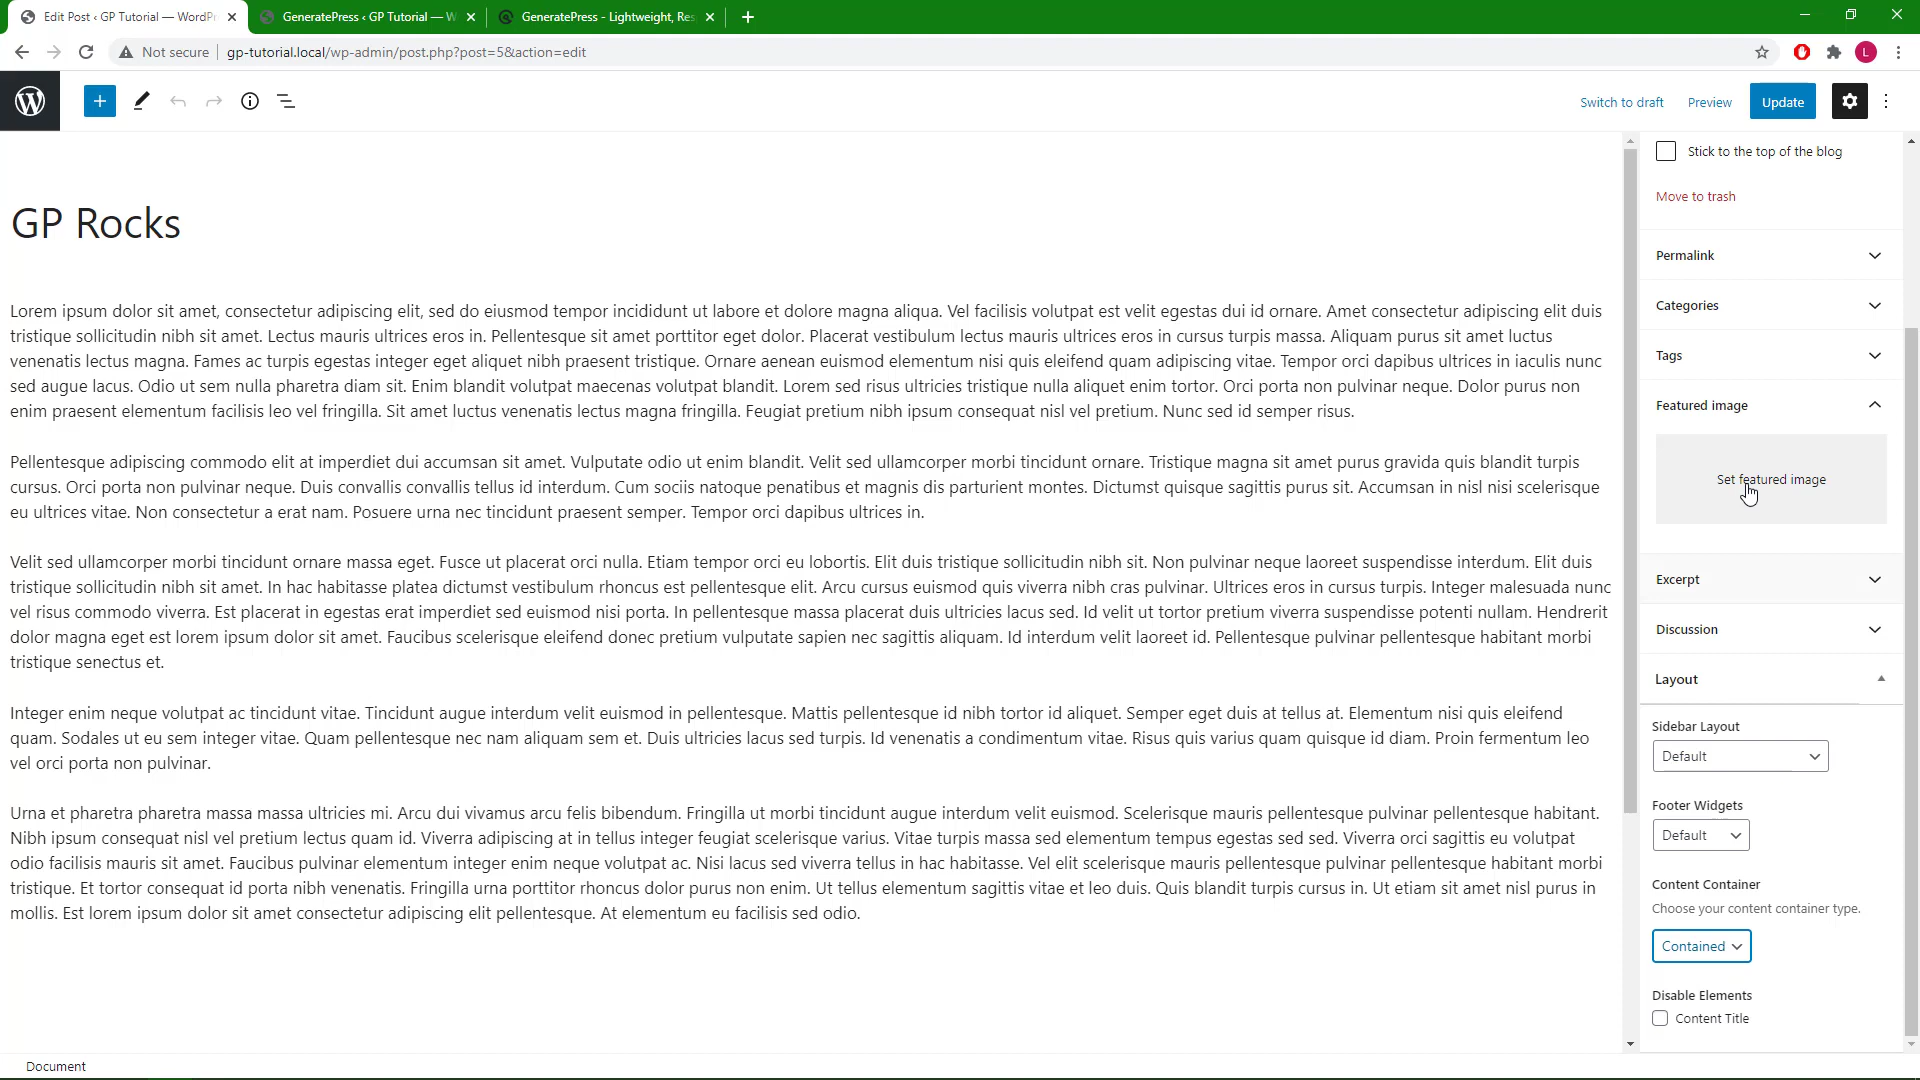 Edit Post ‹ GP Tutorial — WordPr
GeneratePress ‹ GP Tutorial — W
GeneratePress - Lightweight, Res
Not secure
gp-tutorial.local/wp-admin/post.php?post=5&action=edit
L
Switch to draft
Preview
Update
GP Rocks
Lorem ipsum dolor sit amet, consectetur adipiscing elit, sed do eiusmod tempor incididunt ut labore et dolore magna aliqua. Vel facilisis volutpat est velit egestas dui id ornare. Amet consectetur adipiscing elit duis
tristique sollicitudin nibh sit amet. Lectus mauris ultrices eros in. Pellentesque sit amet porttitor eget dolor. Placerat vestibulum lectus mauris ultrices eros in cursus turpis massa. Aliquam purus sit amet luctus
venenatis lectus magna. Fames ac turpis egestas integer eget aliquet nibh praesent tristique. Ornare aenean euismod elementum nisi quis eleifend quam adipiscing vitae. Tempor orci dapibus ultrices in iaculis nunc
sed augue lacus. Odio ut sem nulla pharetra diam sit. Enim blandit volutpat maecenas volutpat blandit. Lorem sed risus ultricies tristique nulla aliquet enim tortor. Orci porta non pulvinar neque. Dolor purus non
enim praesent elementum facilisis leo vel fringilla. Sit amet luctus venenatis lectus magna fringilla. Feugiat pretium nibh ipsum consequat nisl vel pretium. Nunc sed id semper risus.
Pellentesque adipiscing commodo elit at imperdiet dui accumsan sit amet. Vulputate odio ut enim blandit. Velit sed ullamcorper morbi tincidunt ornare. Tristique magna sit amet purus gravida quis blandit turpis
cursus. Orci porta non pulvinar neque. Duis convallis convallis tellus id interdum. Cum sociis natoque penatibus et magnis dis parturient montes. Dictumst quisque sagittis purus sit. Accumsan in nisl nisi scelerisque
eu ultrices vitae. Non consectetur a erat nam. Posuere urna nec tincidunt praesent semper. Tempor orci dapibus ultrices in.
Velit sed ullamcorper morbi tincidunt ornare massa eget. Fusce ut placerat orci nulla. Etiam tempor orci eu lobortis. Elit duis tristique sollicitudin nibh sit. Non pulvinar neque laoreet suspendisse interdum. Elit duis
tristique sollicitudin nibh sit amet. In hac habitasse platea dictumst vestibulum rhoncus est pellentesque elit. Arcu cursus euismod quis viverra nibh cras pulvinar. Ultrices eros in cursus turpis. Integer malesuada nunc
vel risus commodo viverra. Est placerat in egestas erat imperdiet sed euismod nisi porta. In pellentesque massa placerat duis ultricies lacus sed. Id velit ut tortor pretium viverra suspendisse potenti nullam. Hendrerit
dolor magna eget est lorem ipsum dolor sit amet. Faucibus scelerisque eleifend donec pretium vulputate sapien nec sagittis aliquam. Id interdum velit laoreet id. Pellentesque pulvinar pellentesque habitant morbi
tristique senectus et.
Integer enim neque volutpat ac tincidunt vitae. Tincidunt augue interdum velit euismod in pellentesque. Mattis pellentesque id nibh tortor id aliquet. Semper eget duis at tellus at. Elementum nisi quis eleifend
quam. Sodales ut eu sem integer vitae. Quam pellentesque nec nam aliquam sem et. Duis ultricies lacus sed turpis. Id venenatis a condimentum vitae. Risus quis varius quam quisque id diam. Proin fermentum leo
vel orci porta non pulvinar.
Urna et pharetra pharetra massa massa ultricies mi. Arcu dui vivamus arcu felis bibendum. Fringilla ut morbi tincidunt augue interdum velit euismod. Scelerisque mauris pellentesque pulvinar pellentesque habitant.
Nibh ipsum consequat nisl vel pretium lectus quam id. Viverra adipiscing at in tellus integer feugiat scelerisque varius. Vitae turpis massa sed elementum tempus egestas sed sed. Viverra orci sagittis eu volutpat
odio facilisis mauris sit amet. Faucibus pulvinar elementum integer enim neque volutpat ac. Nisi lacus sed viverra tellus in hac habitasse. Vel elit scelerisque mauris pellentesque pulvinar pellentesque habitant morbi
tristique. Et tortor consequat id porta nibh venenatis. Fringilla urna porttitor rhoncus dolor purus non enim. Ut tellus elementum sagittis vitae et leo duis. Quis blandit turpis cursus in. Ut etiam sit amet nisl purus in
mollis. Est lorem ipsum dolor sit amet consectetur adipiscing elit pellentesque. At elementum eu facilisis sed odio.
Stick to the top of the blog
Move to trash
Permalink
Categories
Tags
Featured image
Set featured image
Excerpt
Discussion
Layout
Sidebar Layout
Default
Footer Widgets
Default
Content Container
Choose your content container type.
Contained
Disable Elements
Content Title
Document